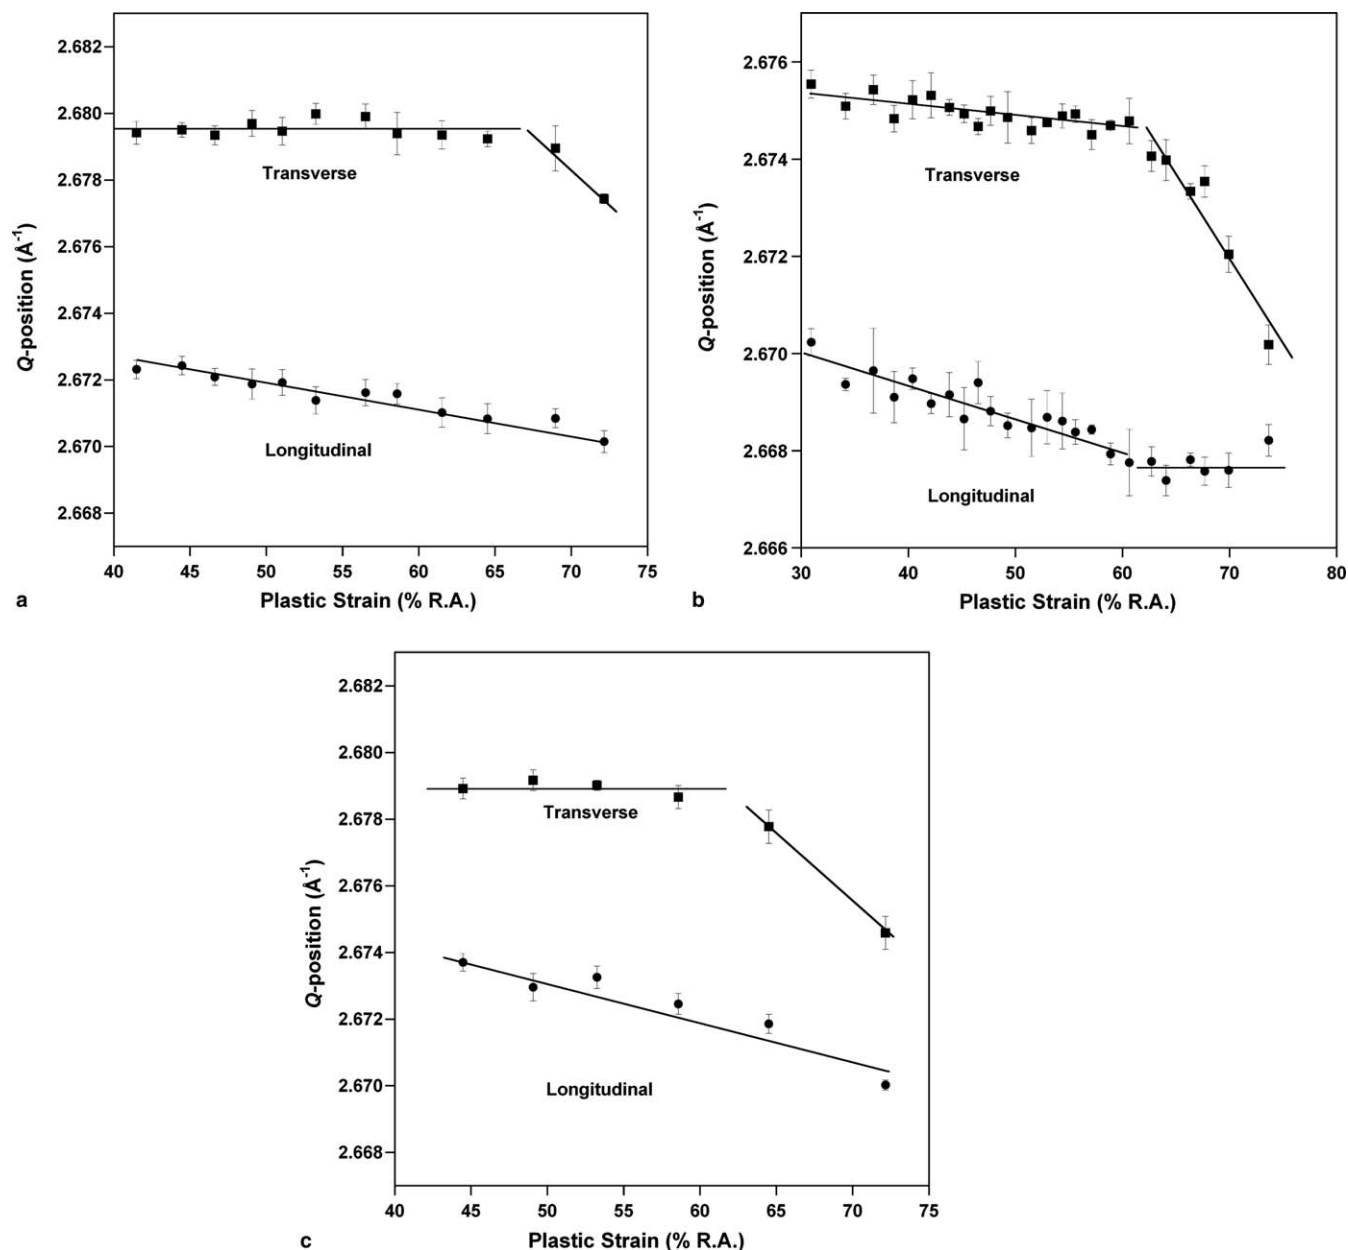 2.682
2.680
2.678
2.676
2.674
2.672
2.670
2.668
Q-position (Å-1)
Transverse
Longitudinal
40 45 50 55 60 65 70 75
Plastic Strain (% R.A.)
a
2.676
2.674
2.672
2.670
2.668
2.666
Q-position (Å-1)
Transverse
Longitudinal
30 40 50 60 70 80
Plastic Strain (% R.A.)
b
2.682
2.680
2.678
2.676
2.674
2.672
2.670
2.668
Q-position (Å-1)
Transverse
Longitudinal
40 45 50 55 60 65 70 75
Plastic Strain (% R.A.)
c